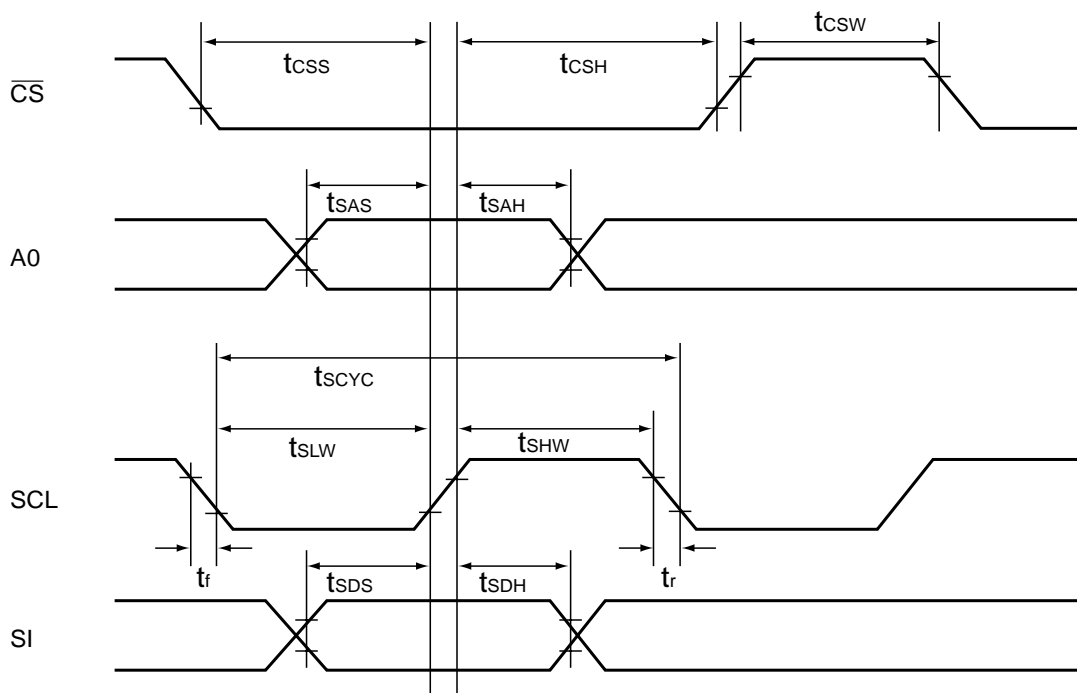 tCSW
tCSS
tCSH
CS
tSAS
tSAH
A0
tSCYC
tSLW
tSHW
SCL
tf
tSDS
tSDH
tr
SI